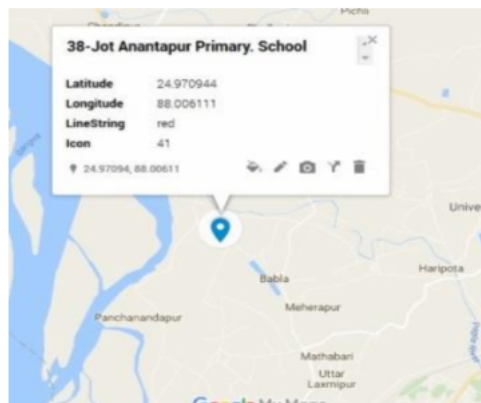 Pichli
38-Jot Anantapur Primary. School
Latitude 24.970944
Longitude 88.006111
LineString red
Icon 41
24.97094, 88.00611
Babla
Haripota
Meherapur
Panchanandapur
Mathabari
Uttar
Laxmipur
Google My Maps